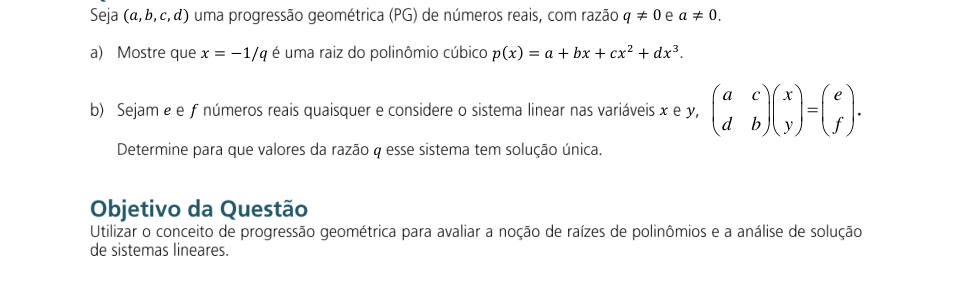 Seja (a, b, c, d) uma progressão geométrica (PG) de números reais, com razão q ≠ 0 e a ≠ 0.
a) Mostre que x = −1/q é uma raiz do polinômio cúbico p(x) = a + bx + cx² + dx³.
b) Sejam e e f números reais quaisquer e considere o sistema linear nas variáveis x e y, (a c d b)(x y) = (e f).
Determine para que valores da razão q esse sistema tem solução única.
Objetivo da Questão
Utilizar o conceito de progressão geométrica para avaliar a noção de raízes de polinômios e a análise de solução
de sistemas lineares.